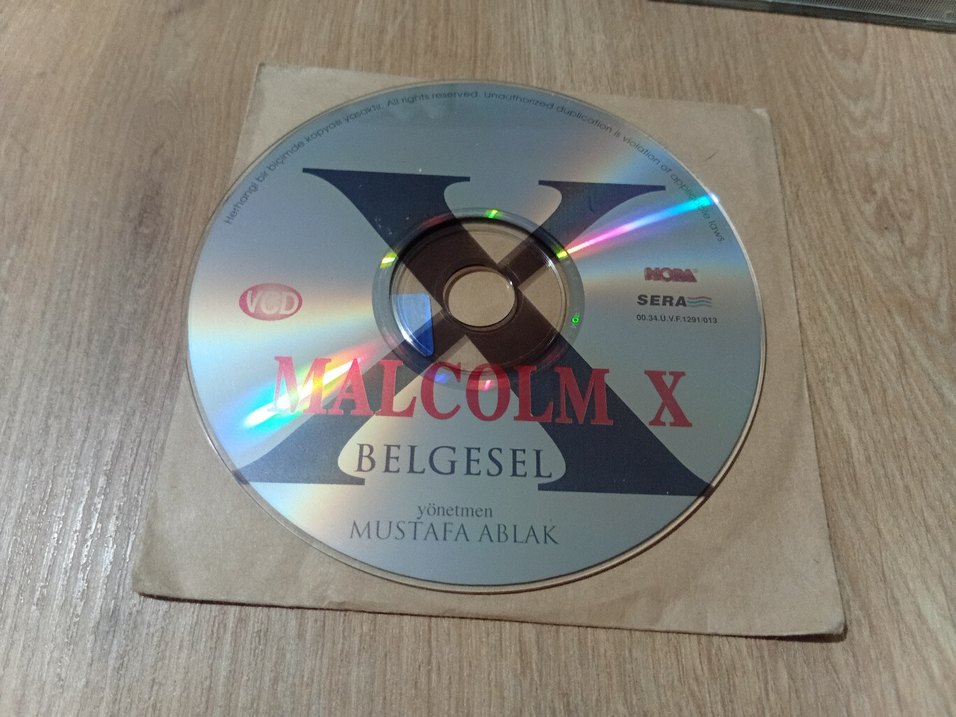 Herhangi bir biçimde kopyası yasaktır. All rights reserved. Unauthorized duplication is violation of applicable laws
X
VCD
NORA
SERA
00.34.Ü.V.F.1291/013
MALCOLM X
BELGESEL
yönetmen
MUSTAFA ABLAK